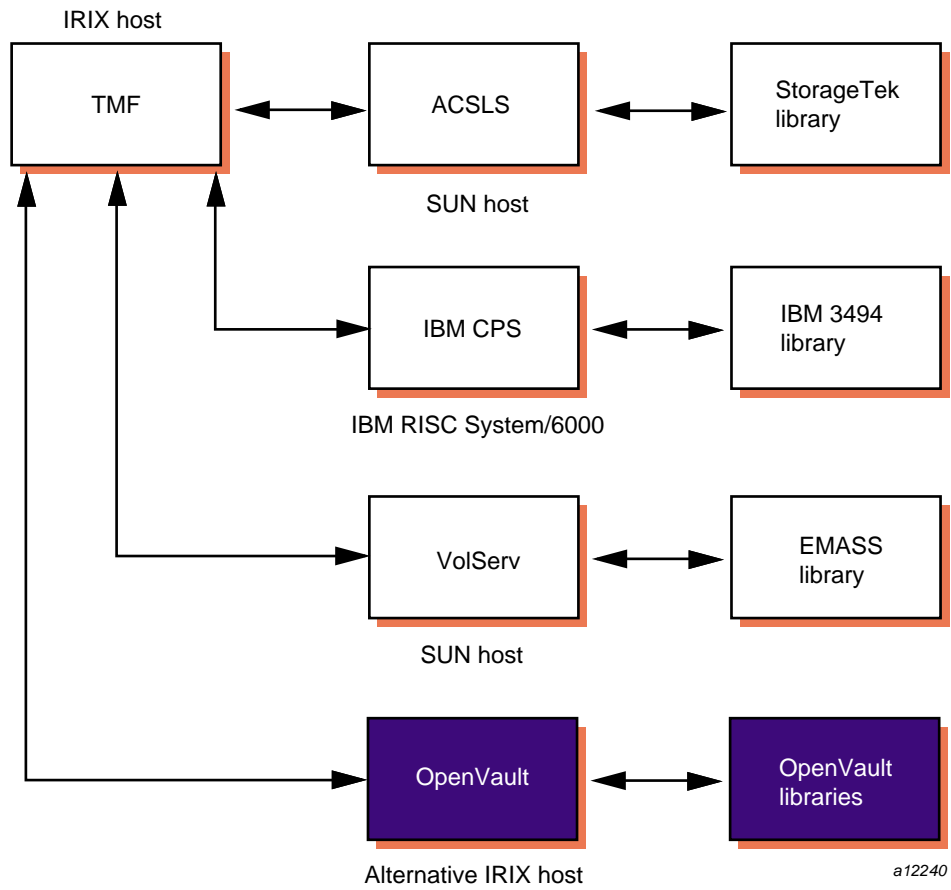 IRIX host
TMF
ACSLS
StorageTek
library
SUN host
IBM CPS
IBM 3494
library
IBM RISC System/6000
VolServ
EMASS
library
SUN host
OpenVault
OpenVault
libraries
Alternative IRIX host
a12240